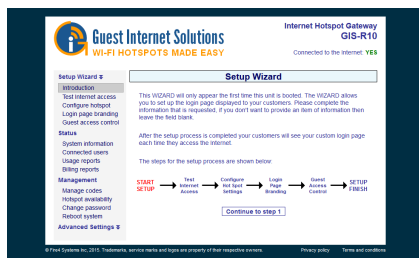 Guest Internet Solutions
WI-FI HOTSPOTS MADE EASY
Internet Hotspot Gateway
GIS-R10
Connected to the Internet: YES
Setup Wizard
Introduction
Test Internet access
Configure hotspot
Login page branding
Guest access control
Status
System information
Connected users
Usage reports
Billing reports
Management
Manage codes
Hotspot availability
Change password
Reboot system
Advanced Settings
Setup Wizard
This WIZARD will only appear the first time this unit is booted. The WIZARD allows
you to set up the login page displayed to your customers. Please complete the
information that is requested, if you don't want to provide an item of information then
leave the field blank.
After the setup process is completed your customers will see your custom login page
each time they access the Internet.
The steps for the setup process are shown below.
START SETUP
Test Internet Access
Configure Hot Spot Settings
Login Page Branding
Guest Access Control
SETUP FINISH
Continue to step 1
© Fire4 Systems Inc, 2015. Trademarks, service marks and logos are property of their respective owners.
Privacy policy
Terms and conditions